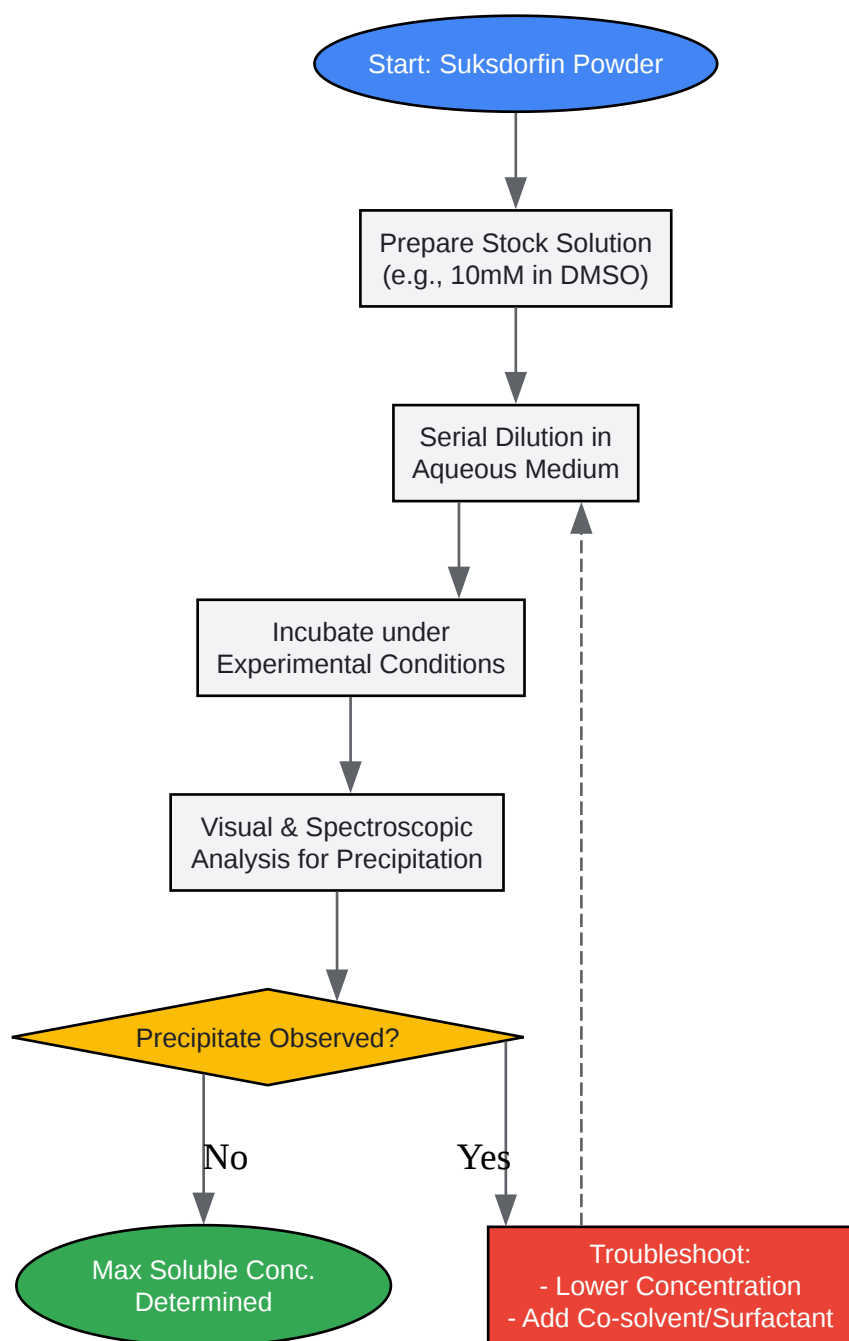 Start: Suksdorfin Powder
Prepare Stock Solution
(e.g., 10mM in DMSO)
Serial Dilution in
Aqueous Medium
Incubate under
Experimental Conditions
Visual & Spectroscopic
Analysis for Precipitation
Precipitate Observed?
No
Yes
Max Soluble Conc.
Determined
Troubleshoot:
- Lower Concentration
- Add Co-solvent/Surfactant